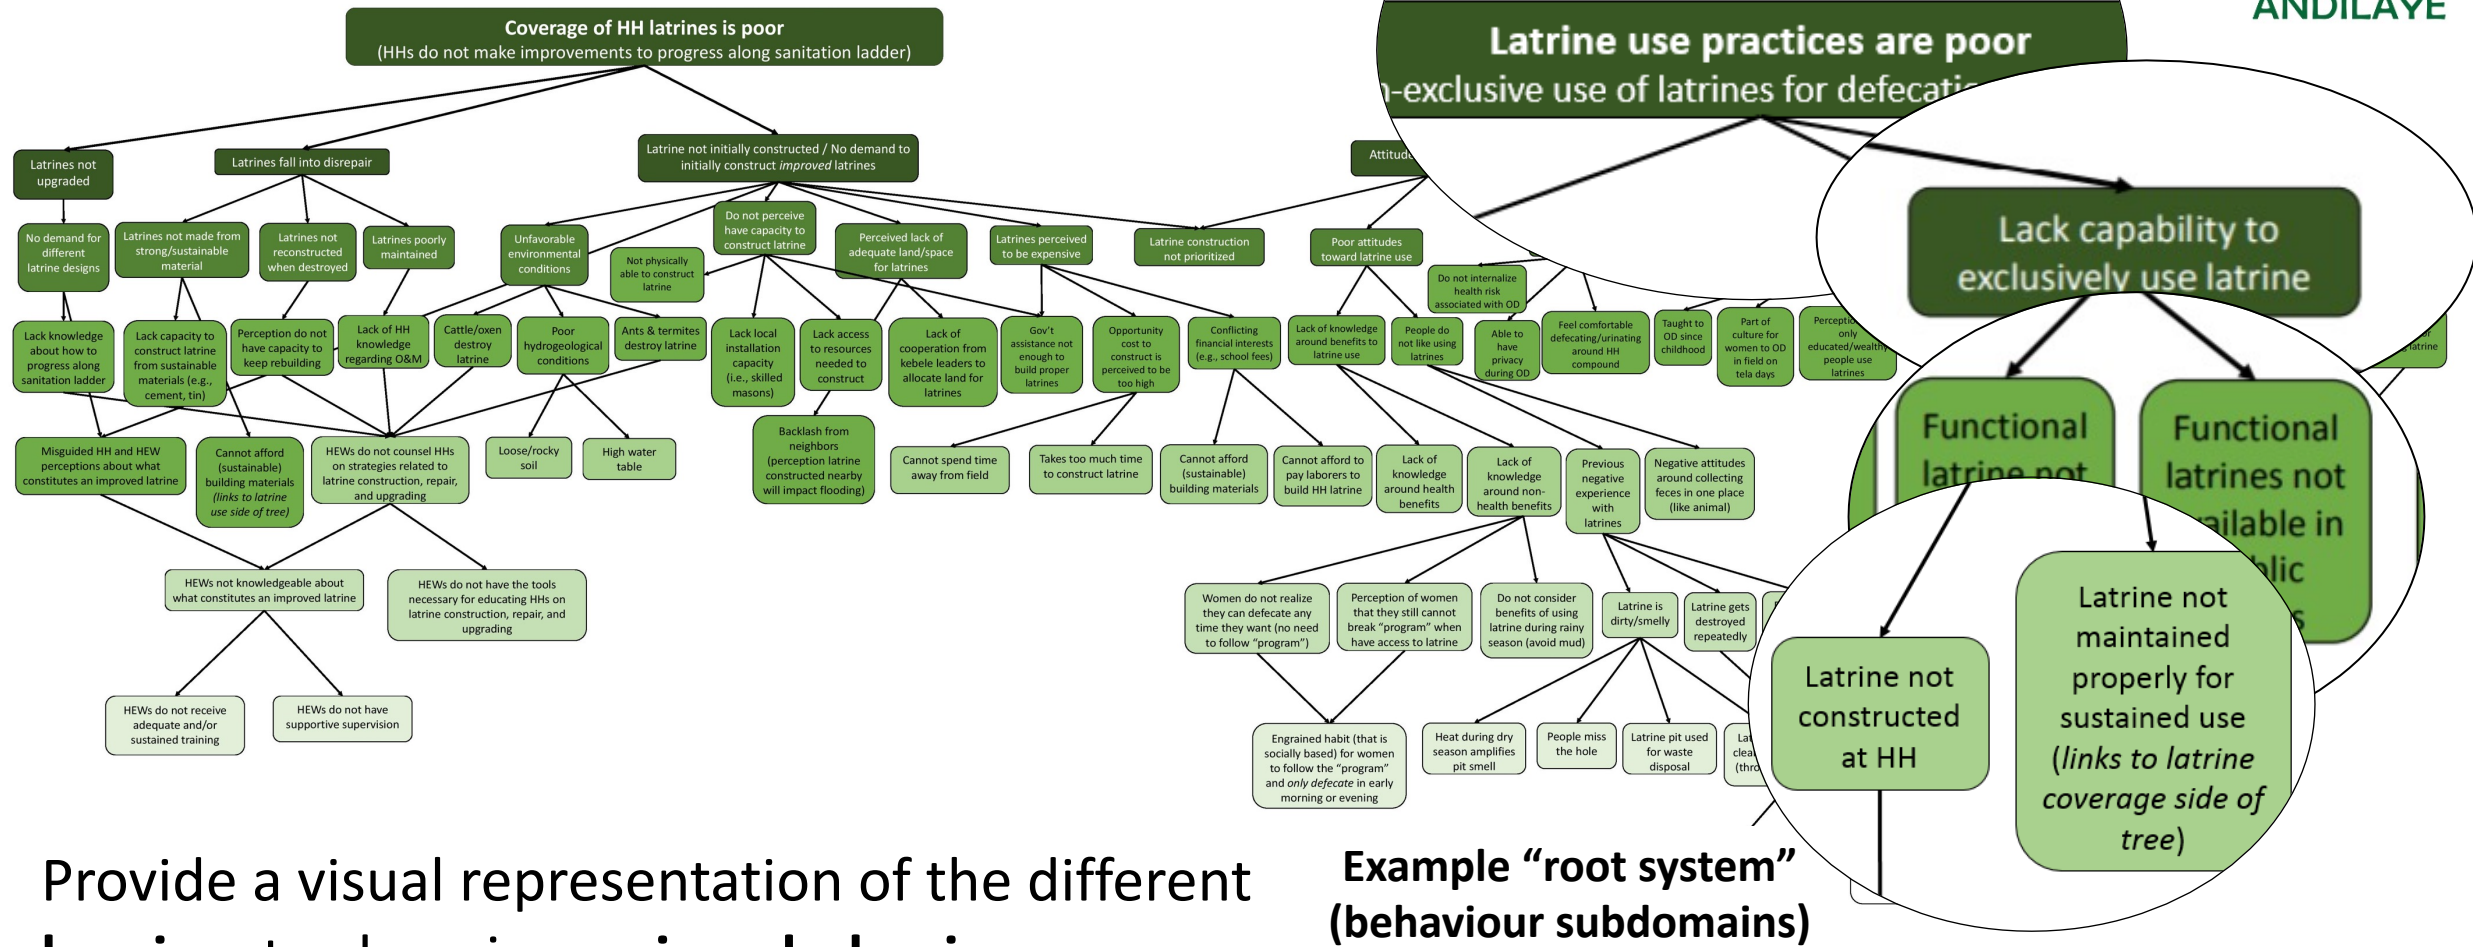 ANDILAYE
Coverage of HH latrines is poor
(HHs do not make improvements to progress along sanitation ladder)
Latrine use practices are poor
-exclusive use of latrines for
Latrines not
upgraded
Latrines fall into disrepair
Latrine not initially constructed / No demand to
initially construct improved latrines
Lack capability to
exclusively use latrine
No demand for
different
latrine designs
Latrines not made from
strong/sustainable
material
Latrines not
reconstructed
when destroyed
Latrines poorly
maintained
Unfavorable
environmental
conditions
Not physically
able to construct
latrine
Do not perceive
have capacity to
construct latrine
Perceived lack of
adequate land/space
for latrines
Latrines perceived
to be expensive
Latrine construction
not prioritized
Poor attitudes
toward latrine use
Do not internalize
health risk
associated with OD
Lack knowledge
about how to
progress along
sanitation ladder
Lack capacity to
construct latrine
from sustainable
materials (e.g.,
cement, tin)
Perception do not
have capacity to
keep rebuilding
Lack of HH
knowledge
regarding O&M
Cattle/oxen
destroy
latrine
Poor
hydrogeological
conditions
Ants & termites
destroy latrine
Lack local
installation
capacity
(i.e., skilled
masons)
Lack access
to resources
needed to
construct
Lack of
cooperation from
kebele leaders to
allocate land for
latrines
Gov't
assistance not
enough to
build proper
latrines
Opportunity
cost to
construct is
perceived to be
too high
Conflicting
financial interests
(e.g., school fees)
Lack of knowledge
around benefits to
latrine use
People do
not like using
latrines
Able to
have
privacy
during OD
Feel comfortable
defecating/urinating
around HH
compound
Taught to
OD since
childhood
Part of
culture for
women to OD
in field on
tela days
only
educated/wealthy
people use
latrines
latrine
Functional
latrine not
Functional
latrines not
in
Misguided HH and HEW
perceptions about what
constitutes an improved latrine
Cannot afford
(sustainable)
building materials
(links to latrine
use side of tree)
HEWs do not counsel HHs
on strategies related to
latrine construction, repair,
and upgrading
Loose/rocky
soil
High water
table
Backlash from
neighbors
(perception latrine
constructed nearby
will impact flooding)
Cannot spend time
away from field
Takes too much time
to construct latrine
Cannot afford
(sustainable)
building materials
Cannot afford to
pay laborers to
build HH latrine
Lack of
knowledge
around health
benefits
Lack of
knowledge
around non-
health benefits
Previous
negative
experience
with
latrines
Negative attitudes
around collecting
feces in one place
(like animal)
HEWs not knowledgeable about
what constitutes an improved latrine
HEWs do not have the tools
necessary for educating HHs on
latrine construction, repair, and
upgrading
Women do not realize
they can defecate any
time they want (no need
to follow “program”)
Perception of women
that they still cannot
break “program” when
have access to latrine
Do not consider
benefits of using
latrine during rainy
season (avoid mud)
Latrine is
dirty/smelly
Latrine gets
destroyed
repeatedly
Latrine not
constructed
at HH
Latrine not
maintained
properly for
sustained use
(links to latrine
coverage side of
tree)
HEWs do not receive
adequate and/or
sustained training
HEWs do not have
supportive supervision
Engrained habit (that is
socially based) for women
to follow the “program”
and only defecate in early
morning or evening
Heat during dry
season amplifies
pit smell
People miss
the hole
Latrine pit used
for waste
disposal
Provide a visual representation of the different
Example “root system”
(behaviour subdomains)